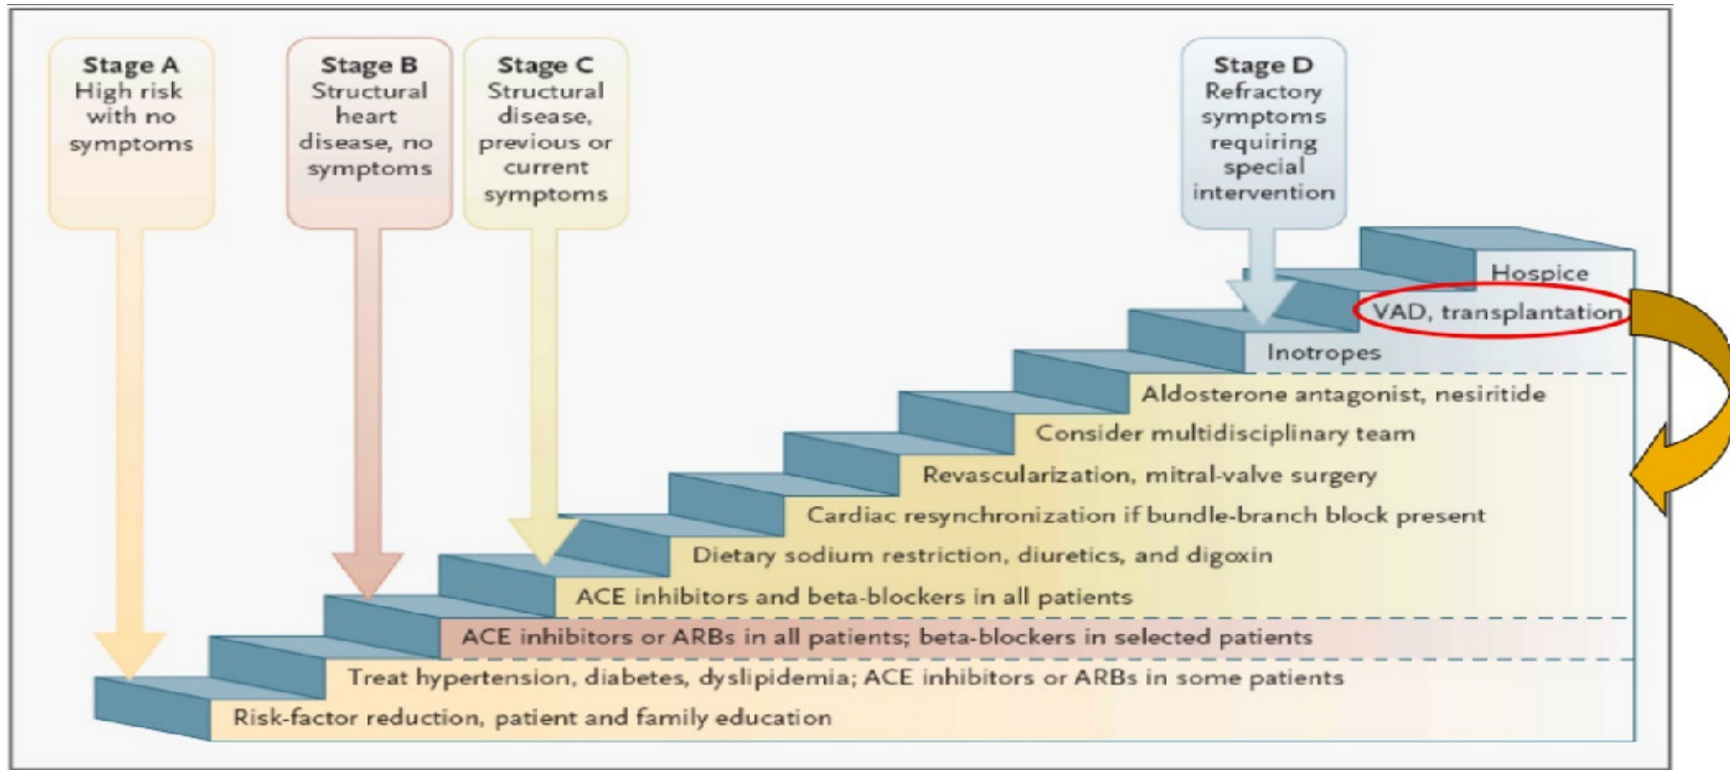 Stage A
High risk
with no
symptoms
Stage B
Structural
heart
disease, no
symptoms
Stage C
Structural
disease,
previous or
current
symptoms
Stage D
Refractory
symptoms
requiring
special
intervention
Hospice
VAD, transplantation
Inotropes
Aldosterone antagonist, nesiritide
Consider multidisciplinary team
Revascularization, mitral-valve surgery
Cardiac resynchronization if bundle-branch block present
Dietary sodium restriction, diuretics, and digoxin
ACE inhibitors and beta-blockers in all patients
ACE inhibitors or ARBs in all patients; beta-blockers in selected patients
Treat hypertension, diabetes, dyslipidemia; ACE inhibitors or ARBs in some patients
Risk-factor reduction, patient and family education